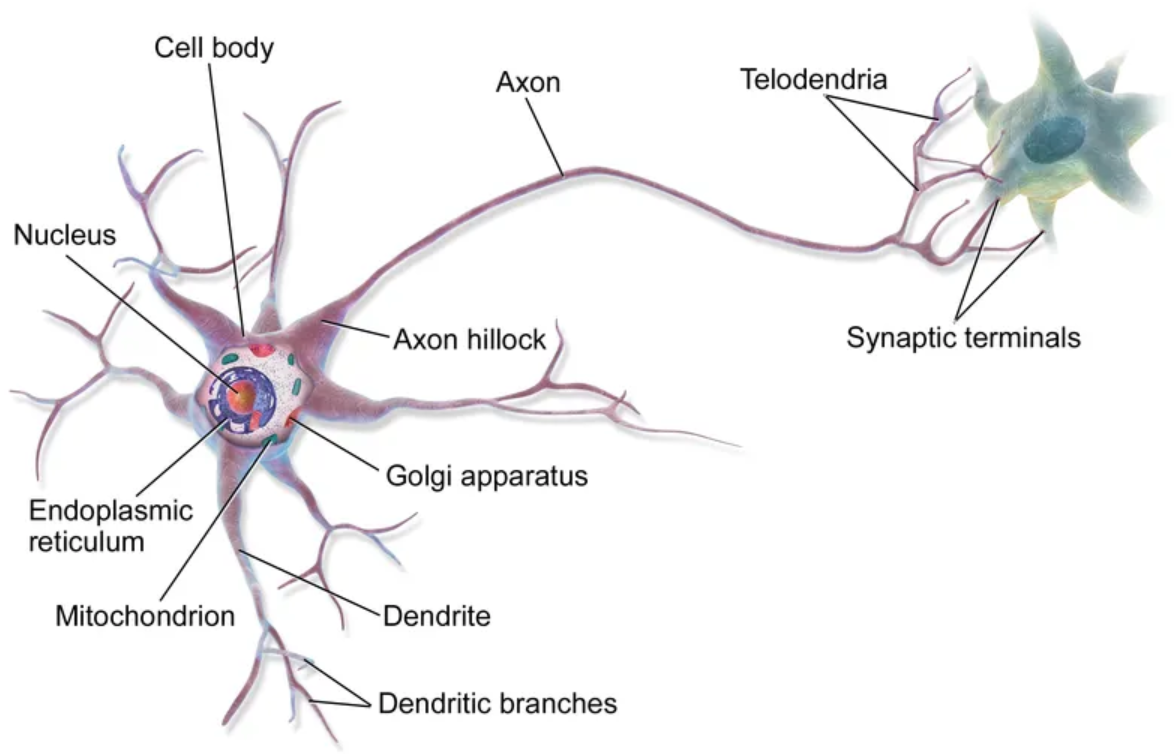 Cell body
Axon
Telodendria
Nucleus
Axon hillock
Synaptic terminals
Golgi apparatus
Endoplasmic
reticulum
Mitochondrion
Dendrite
Dendritic branches